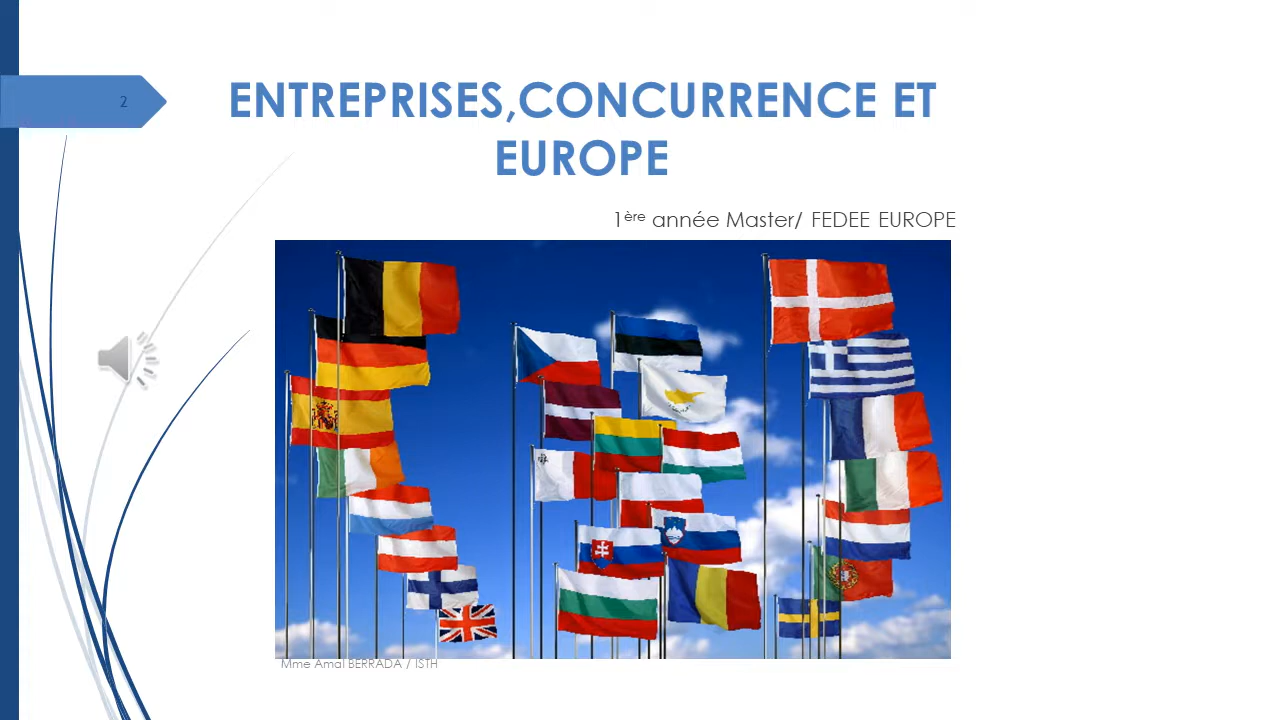 2
ENTREPRISES,CONCURRENCE ET
EUROPE
1ère année Master/ FEDEE EUROPE
Mme Amal BERRADA / ISTH